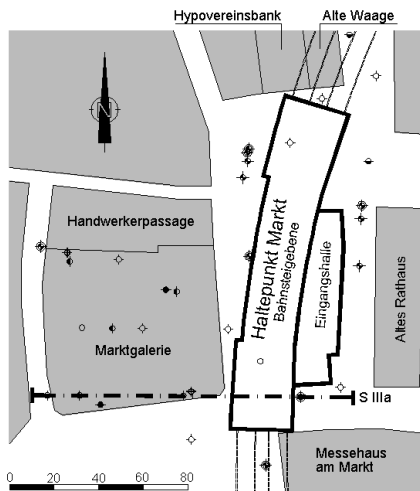 Hypovereinsbank
Alte Waage
N
Handwerkerpassage
Haltepunkt Markt
Bahnsteigebene
Eingangshalle
Altes Rathaus
Marktgalerie
S IIIa
Messehaus
am Markt
0 20 40 60 80